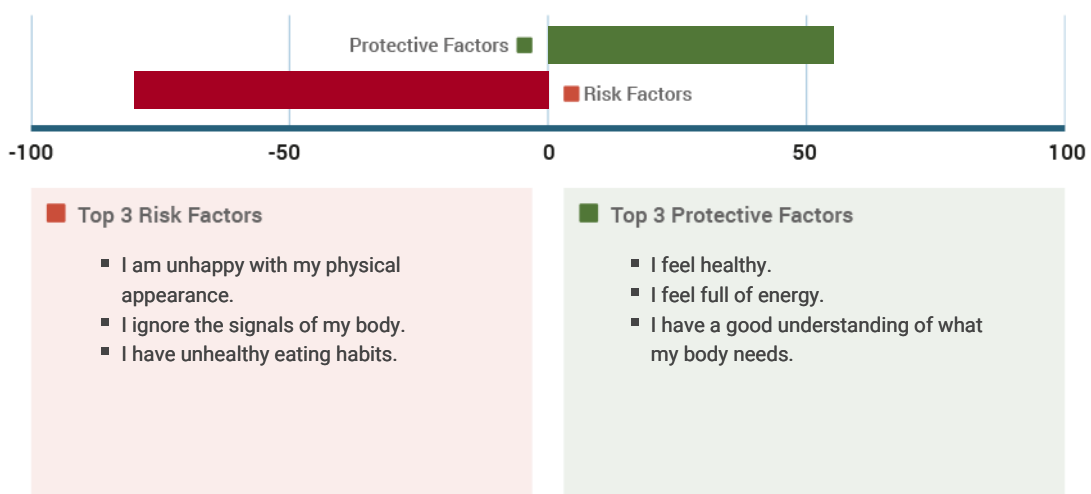 Protective Factors
Risk Factors
-100 -50 0 50 100
Top 3 Risk Factors
I am unhappy with my physical
appearance.
I ignore the signals of my body.
I have unhealthy eating habits.
Top 3 Protective Factors
I feel healthy.
I feel full of energy.
I have a good understanding of what
my body needs.